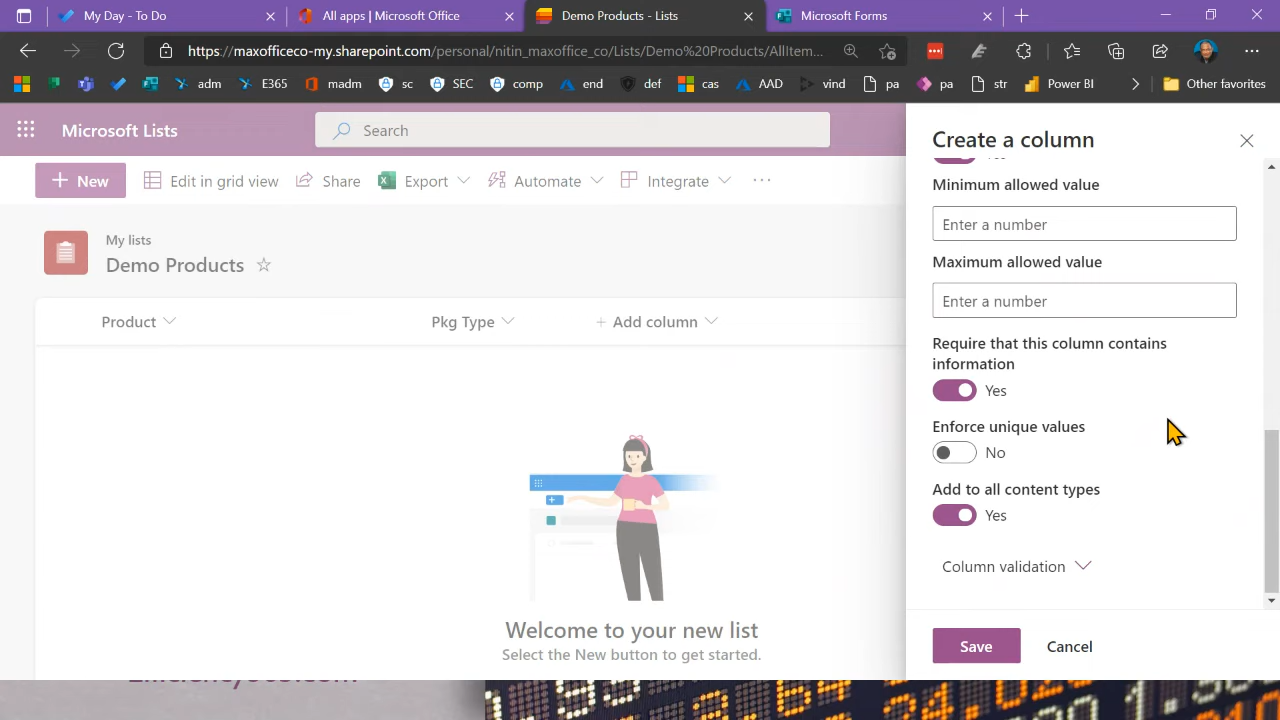 My Day - To Do
All apps | Microsoft Office
Demo Products - Lists
Microsoft Forms
https://maxofficeco-my.sharepoint.com/personal/nitin_maxoffice_co/Lists/Demo%20Products/AllItem...
adm
E365
madm
sc
SEC
comp
end
def
cas
AAD
vind
pa
pa
str
Power BI
Other favorites
Microsoft Lists
Search
New
Edit in grid view
Share
Export
Automate
Integrate
My lists
Demo Products
Product
Pkg Type
+ Add column
Welcome to your new list
Select the New button to get started.
Create a column
Minimum allowed value
Enter a number
Maximum allowed value
Enter a number
Require that this column contains
information
Yes
Enforce unique values
No
Add to all content types
Yes
Column validation
Save
Cancel